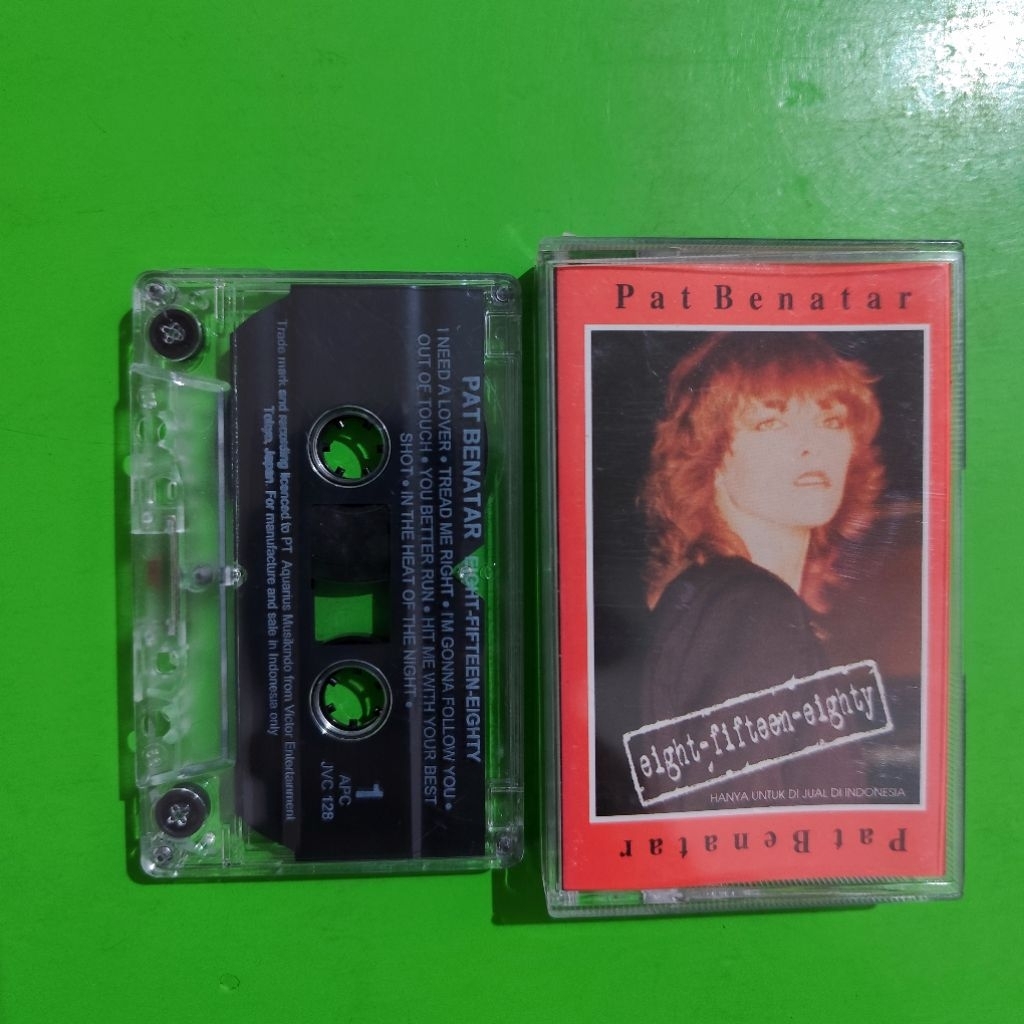 PAT BENATAR EIGHT-FIFTEEN-EIGHTY
I NEED A LOVER • TREAD ME RIGHT • I'M GONNA FOLLOW YOU •
OUT OF TOUCH • YOU BETTER RUN • HIT ME WITH YOUR BEST
SHOT • IN THE HEAT OF THE NIGHT •
1
APC
JVC 128
Trade mark and recording licenced to PT Aquarius Musikindo from Victor Entertainment
Tokyo, Japan. For manufacture and sale in Indonesia only
Pat Benatar
eight-fifteen-eighty
HANYA UNTUK DI JUAL DI INDONESIA
Pat Benatar